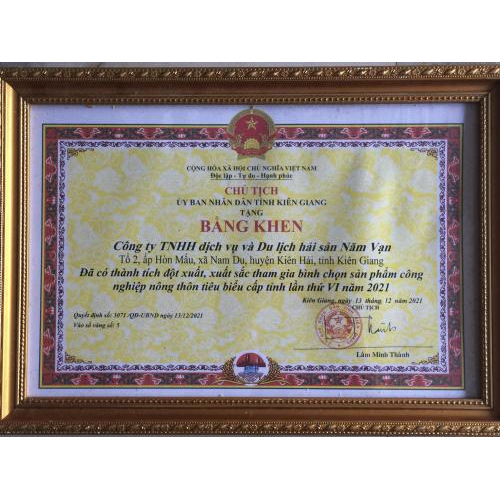 CỘNG HÒA XÃ HỘI CHỦ NGHĨA VIỆT NAM
Độc lập - Tự do - Hạnh phúc
CHỦ TỊCH
ỦY BAN NHÂN DÂN TỈNH KIÊN GIANG
TẶNG
BẰNG KHEN
Công ty TNHH dịch vụ và Du lịch hải sản Năm Vạn
Tổ 2, ấp Hòn Mấu, xã Nam Du, huyện Kiên Hải, tỉnh Kiên Giang
Đã có thành tích đột xuất, xuất sắc tham gia bình chọn sản phẩm công
nghiệp nông thôn tiêu biểu cấp tỉnh lần thứ VI năm 2021
Kiên Giang, ngày 13 tháng 12 năm 2021
Quyết định số: 3071/QĐ-UBND ngày 13/12/2021
CHỦ TỊCH
Vào sổ vàng số: 5
Lâm Minh Thành